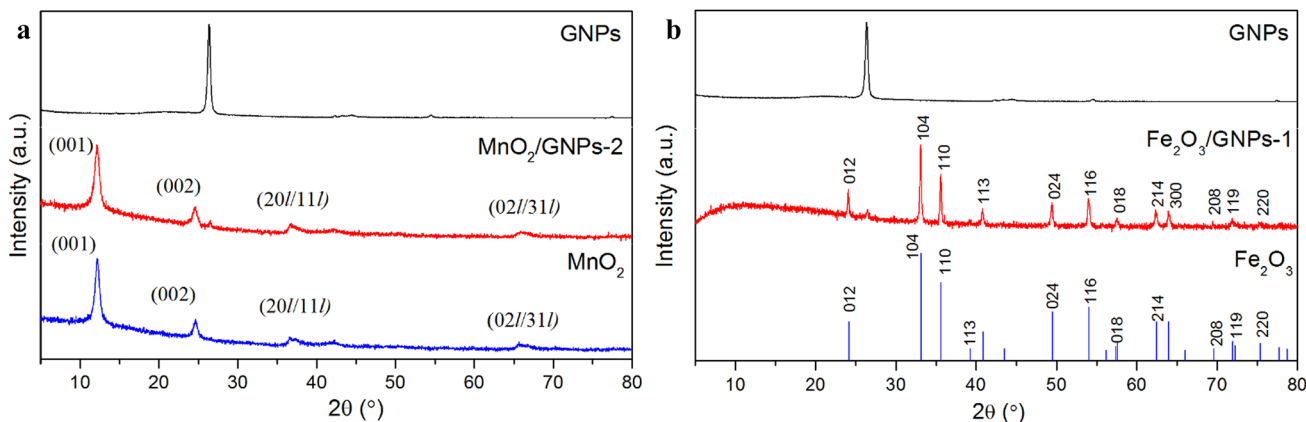 a
GNPs
(001)
MnO₂/GNPs-2
(002)
(20l/11l)
(02l/31l)
(001)
MnO₂
(002)
(20l/11l)
(02l/31l)
Intensity (a.u.)
10 20 30 40 50 60 70 80
2θ (°)
b
GNPs
Fe₂O₃/GNPs-1
012
104
110
113
024
116
018
214
300
208
119
220
Fe₂O₃
012
104
110
113
024
116
018
214
208
119
220
Intensity (a.u.)
10 20 30 40 50 60 70 80
2θ (°)